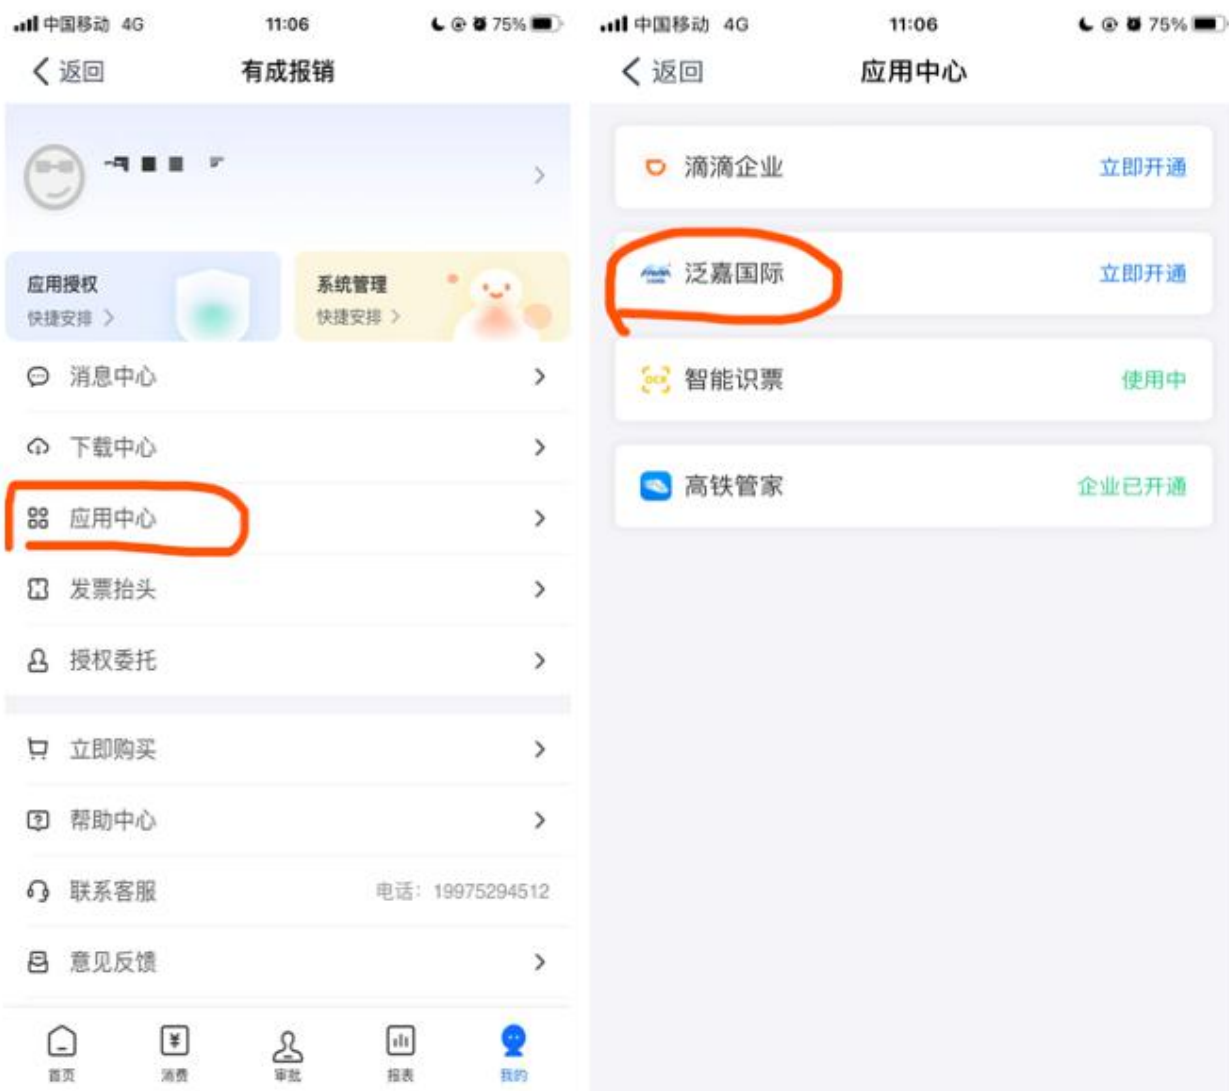 中国移动 4G 11:06 75%
返回 有成报销
应用授权
快捷安排
系统管理
快捷安排
消息中心
下载中心
应用中心
发票抬头
授权委托
立即购买
帮助中心
联系客服 电话：19975294512
意见反馈
首页 消费 审批 报表 我的
中国移动 4G 11:06 75%
返回 应用中心
滴滴企业 立即开通
泛嘉国际 立即开通
OCR 智能识票 使用中
高铁管家 企业已开通